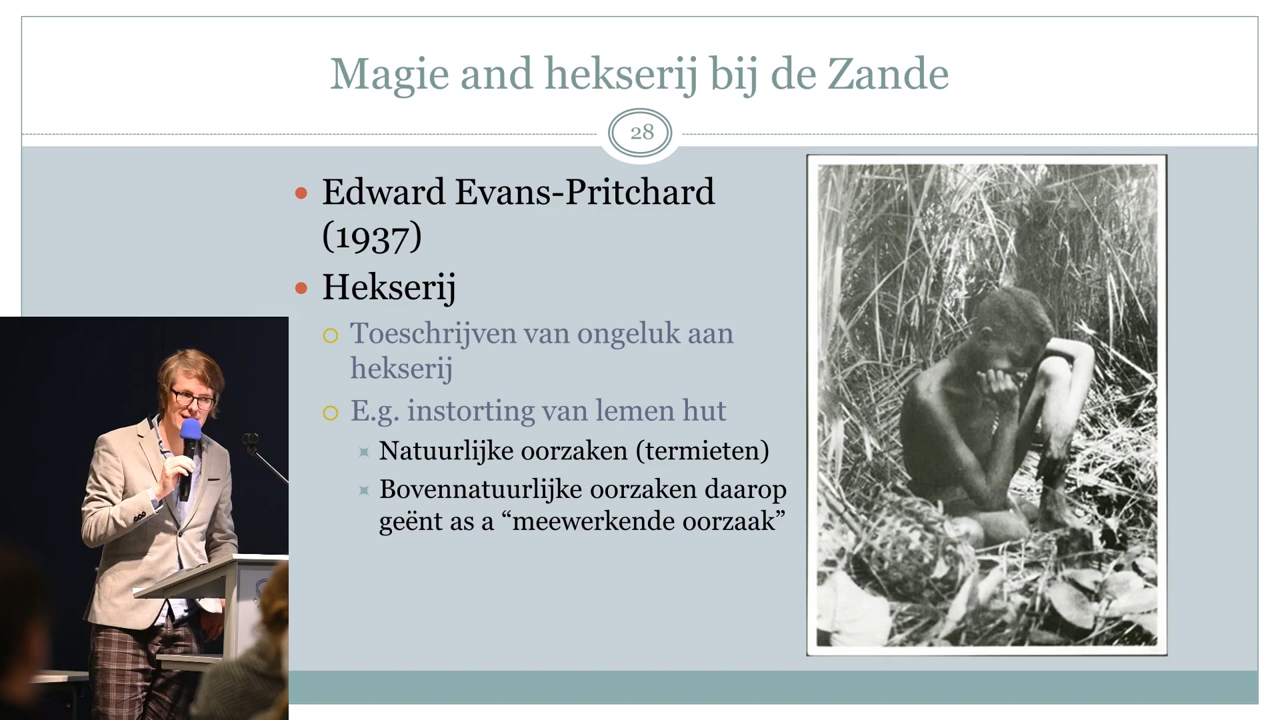 Magie and hekserij bij de Zande
28
Edward Evans-Pritchard
(1937)
Hekserij
Toeschrijven van ongeluk aan
hekserij
E.g. instorting van lemen hut
Natuurlijke oorzaken (termieten)
Bovennatuurlijke oorzaken daarop
geënt as a “meewerkende oorzaak”